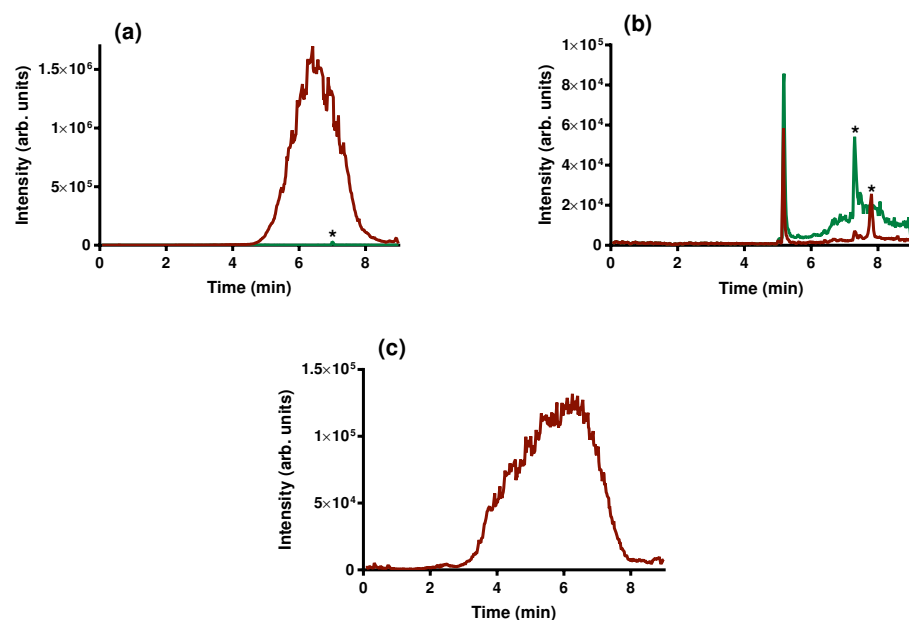 (a)
Intensity (arb. units)
1.5×10⁶
1×10⁶
5×10⁵
0
*
0 2 4 6 8
Time (min)
(b)
Intensity (arb. units)
1×10⁵
8×10⁴
6×10⁴
4×10⁴
2×10⁴
0
*
*
0 2 4 6 8
Time (min)
(c)
Intensity (arb. units)
1.5×10⁵
1×10⁵
5×10⁴
0
0 2 4 6 8
Time (min)